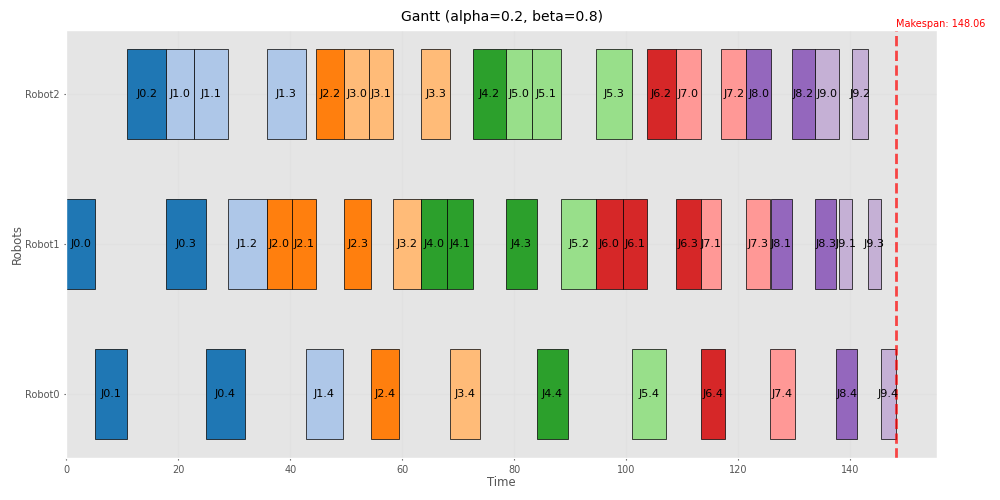 Gantt (alpha=0.2, beta=0.8)
Makespan: 148.06
Robot2
J0.2 J1.0 J1.1 J1.3 J2.2 J3.0 J3.1 J3.3 J4.2 J5.0 J5.1 J5.3 J6.2 J7.0 J7.2 J8.0 J8.2 J9.0 J9.2
Robots
Robot1
J0.0 J0.3 J1.2 J2.0 J2.1 J2.3 J3.2 J4.0 J4.1 J4.3 J5.2 J6.0 J6.1 J6.3 J7.1 J7.3 J8.1 J8.3 J9.1 J9.3
Robot0
J0.1 J0.4 J1.4 J2.4 J3.4 J4.4 J5.4 J6.4 J7.4 J8.4 J9.4
0 20 40 60 80 100 120 140
Time